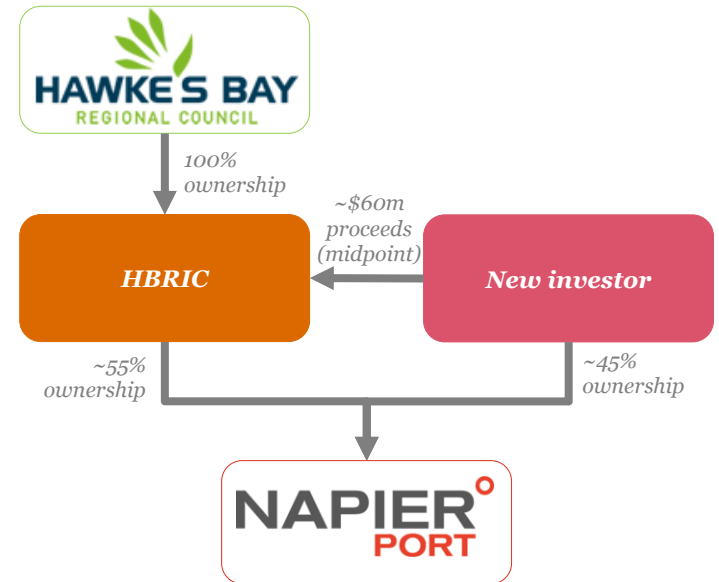 HAWKE'S BAY
REGIONAL COUNCIL
100%
ownership
~$60m
proceeds
(midpoint)
HBRIC
New investor
~55%
ownership
~45%
ownership
NAPIER
PORT